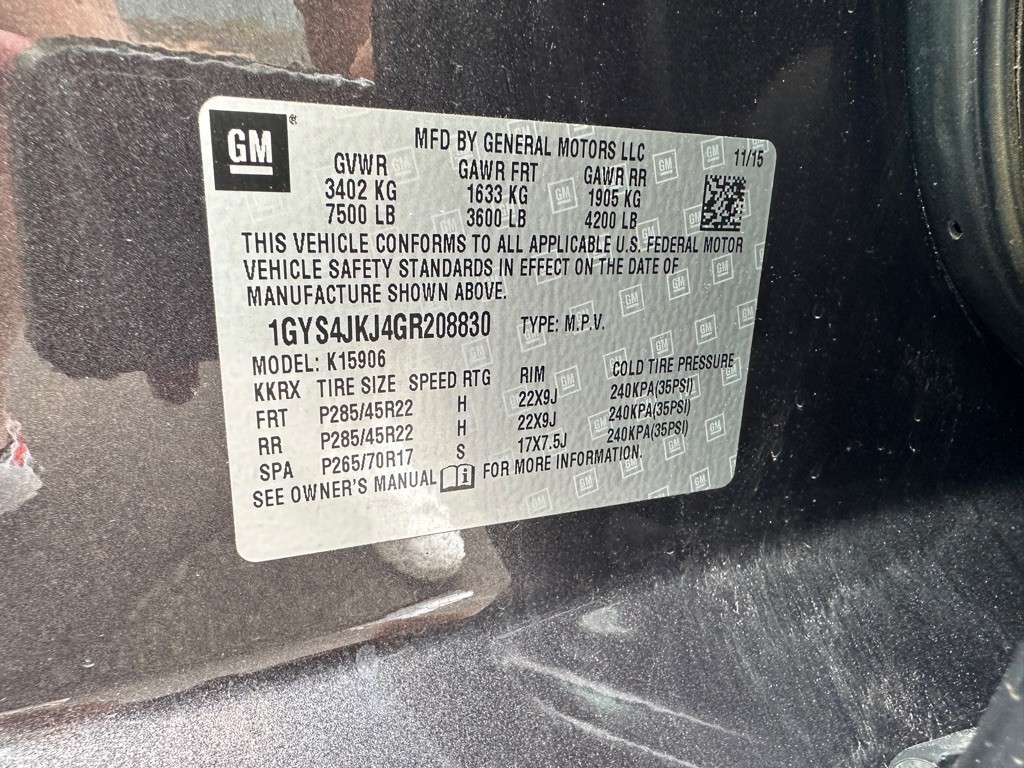 GM
MFD BY GENERAL MOTORS LLC 11/15
GVWR GAWR FRT GAWR RR
3402 KG 1633 KG 1905 KG
7500 LB 3600 LB 4200 LB
THIS VEHICLE CONFORMS TO ALL APPLICABLE U.S. FEDERAL MOTOR
VEHICLE SAFETY STANDARDS IN EFFECT ON THE DATE OF
MANUFACTURE SHOWN ABOVE.
1GYS4JKJ4GR208830 TYPE: M.P.V.
MODEL: K15906
KKRX TIRE SIZE SPEED RTG RIM COLD TIRE PRESSURE
FRT P285/45R22 H 22X9J 240KPA(35PSI)
RR P285/45R22 H 22X9J 240KPA(35PSI)
SPA P265/70R17 S 17X7.5J 240KPA(35PSI)
SEE OWNER'S MANUAL FOR MORE INFORMATION.